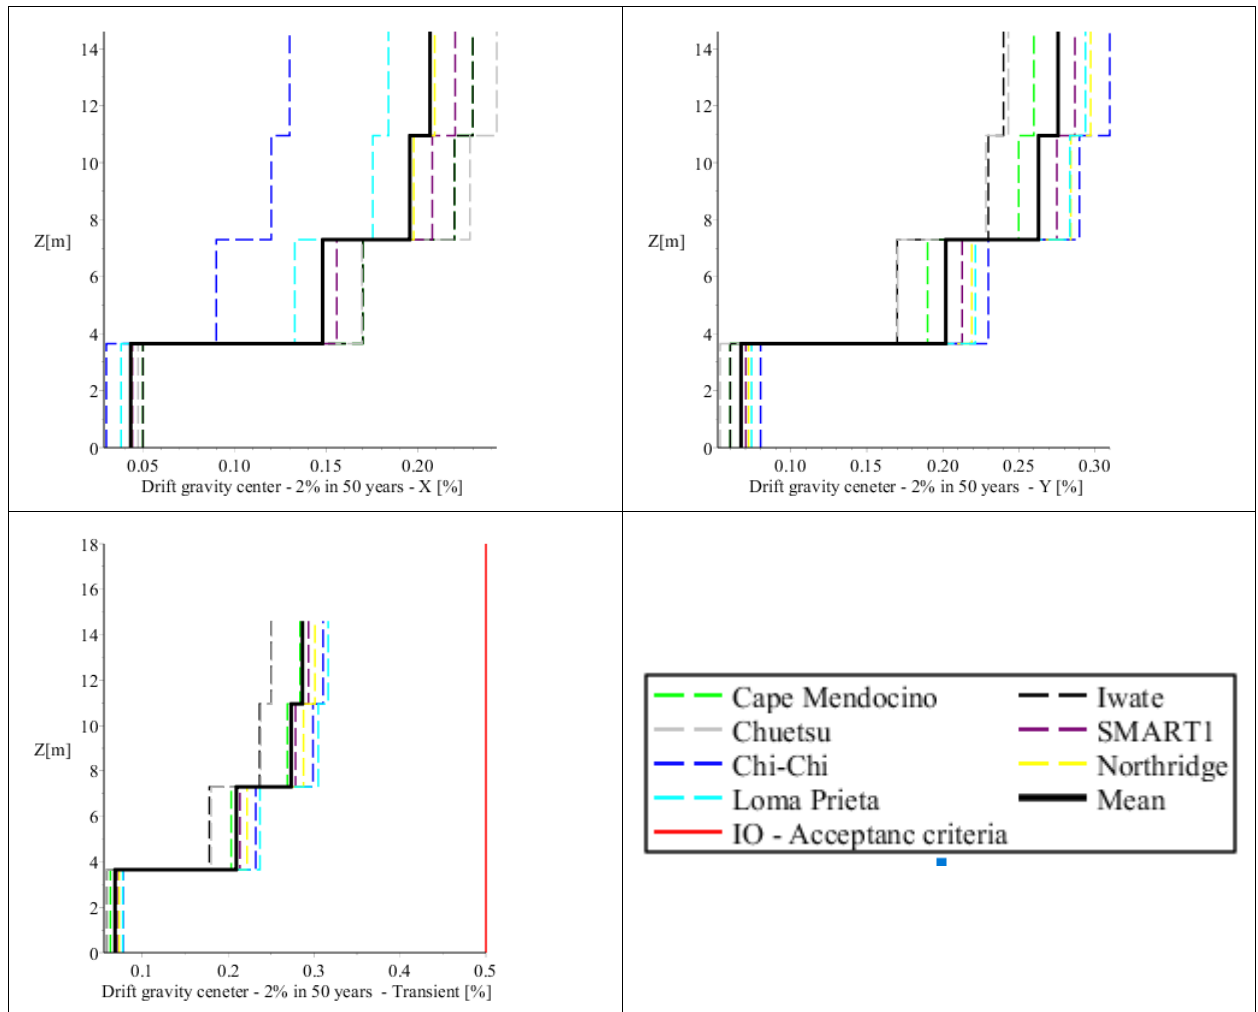 14
12
10
8
Z[m]
6
4
2
0
0.05 0.10 0.15 0.20
Drift gravity center - 2% in 50 years - X [%]
14
12
10
8
Z[m]
6
4
2
0
0.10 0.15 0.20 0.25 0.30
Drift gravity ceneter - 2% in 50 years - Y [%]
18
16
14
12
10
Z[m]
8
6
4
2
0
0.1 0.2 0.3 0.4 0.5
Drift gravity ceneter - 2% in 50 years - Transient [%]
Cape Mendocino Iwate
Chuetsu SMART1
Chi-Chi Northridge
Loma Prieta Mean
IO - Acceptanc criteria